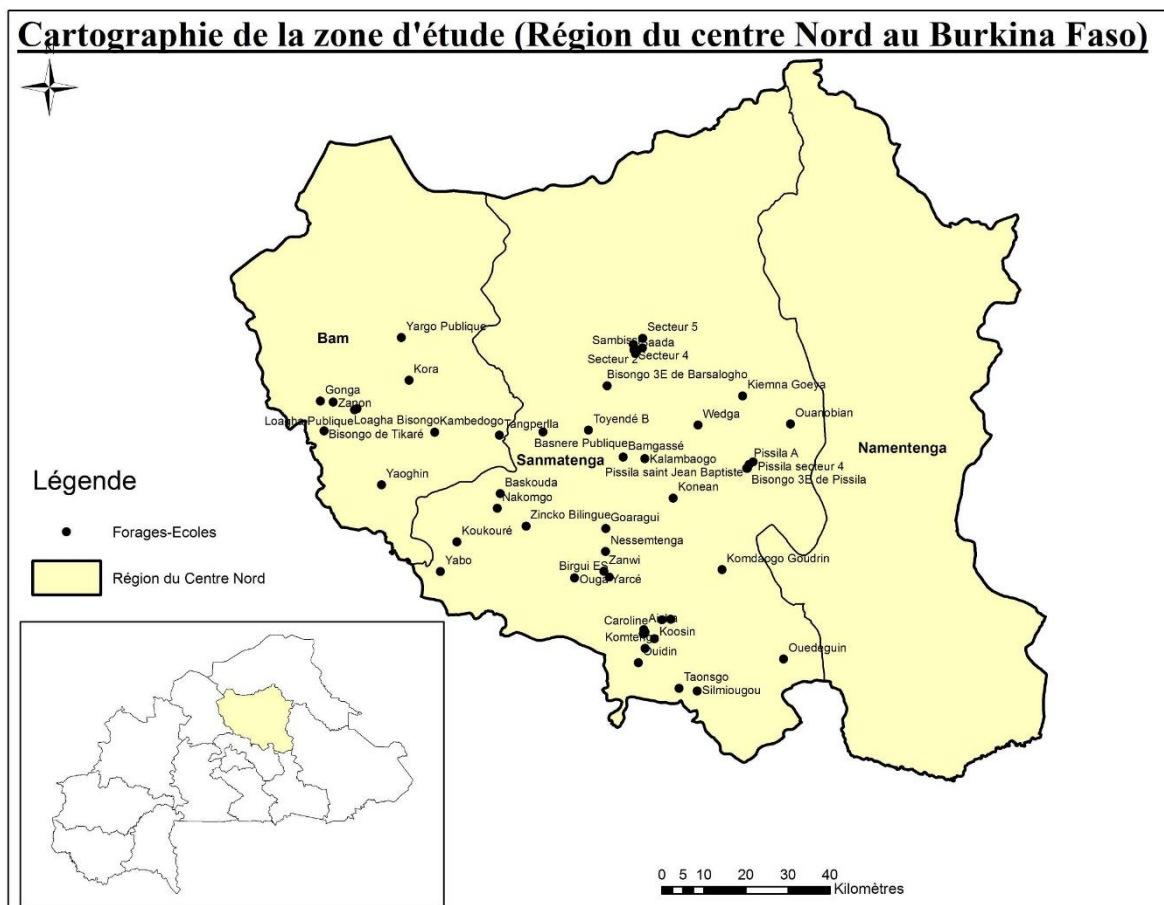 Cartographie de la zone d'étude (Région du centre Nord au Burkina Faso)
N
Secteur 5
Yargo Publique
Bam
Secteur 2
Secteur 4
Bisongo 3E de Barsalogho
Kora
Kiemna Goeya
Gonga
Zanon
Loagha Publique
Loagha Bisongo
Kambedogo
Tangperlla
Toyendé B
Wedga
Ouanobian
Bisongo de Tikaré
Basnere Publique
Bamgassé
Namentenga
Sanmatenga
Kalambaogo
Pissila A
Pissila saint Jean Baptiste
Pissila secteur 4
Bisongo 3E de Pissila
Yaoghin
Légende
Baskouda
Nakomgo
Konean
Zincko Bilingue
Goaragui
Forages-Ecoles
Koukouré
Nessemtenga
Région du Centre Nord
Yabo
Birgui ES
Zanwi
Komdaogo Goudrin
Ouga Yarcé
Caroline
Koosin
Ouidin
Ouedeguin
Taonsgo
Silmiougou
0 5 10 20 30 40
Kilomètres